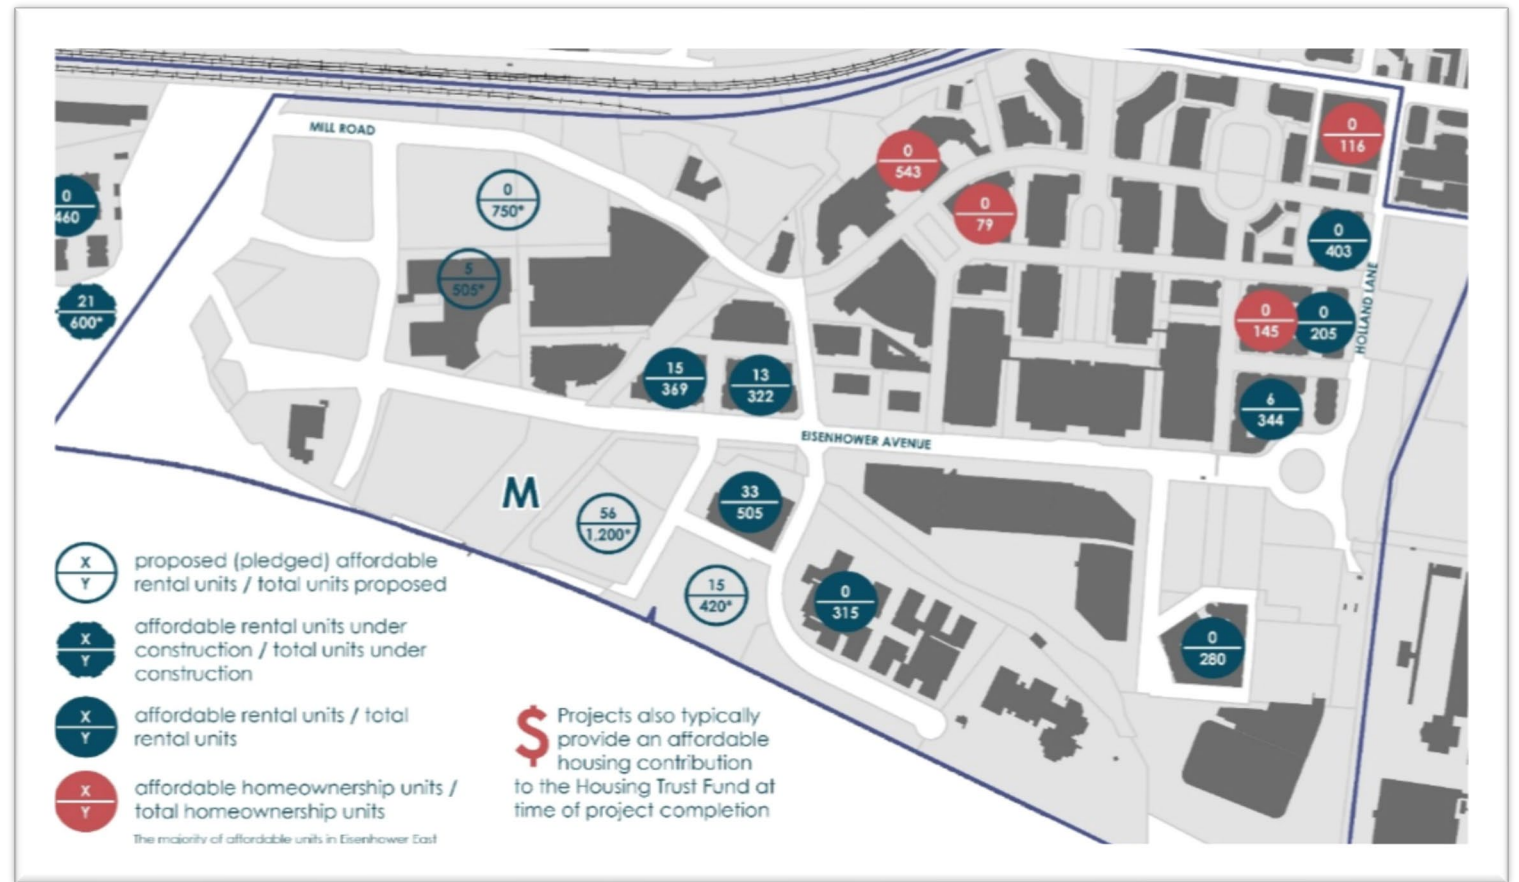 MILL ROAD
0
116
0
543
0
750*
0
460
0
79
0
403
5
505*
21
600*
0
145
0
205
HOLLAND LANE
15
369
13
322
6
344
EISENHOWER AVENUE
M
56
1,200*
33
505
15
420*
0
315
0
280
X
Y
proposed (pledged) affordable
rental units / total units proposed
X
Y
affordable rental units under
construction / total units under
construction
X
Y
affordable rental units / total
rental units
X
Y
affordable homeownership units /
total homeownership units
The majority of affordable units in Eisenhower East
$ Projects also typically
provide an affordable
housing contribution
to the Housing Trust Fund at
time of project completion